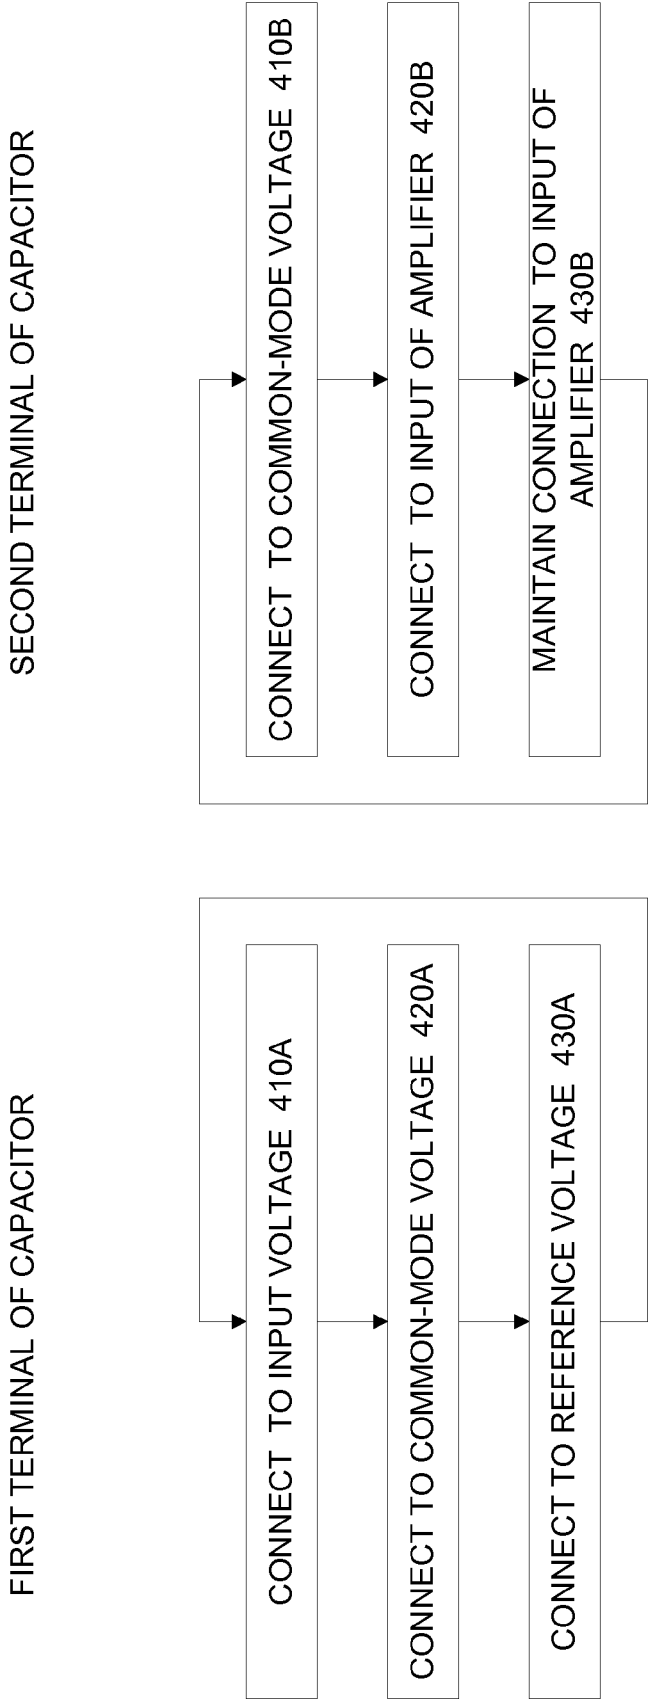 FIRST TERMINAL OF CAPACITOR
CONNECT TO INPUT VOLTAGE 410A
CONNECT TO COMMON-MODE VOLTAGE 420A
CONNECT TO REFERENCE VOLTAGE 430A
SECOND TERMINAL OF CAPACITOR
CONNECT TO COMMON-MODE VOLTAGE 410B
CONNECT TO INPUT OF AMPLIFIER 420B
MAINTAIN CONNECTION TO INPUT OF
AMPLIFIER 430B